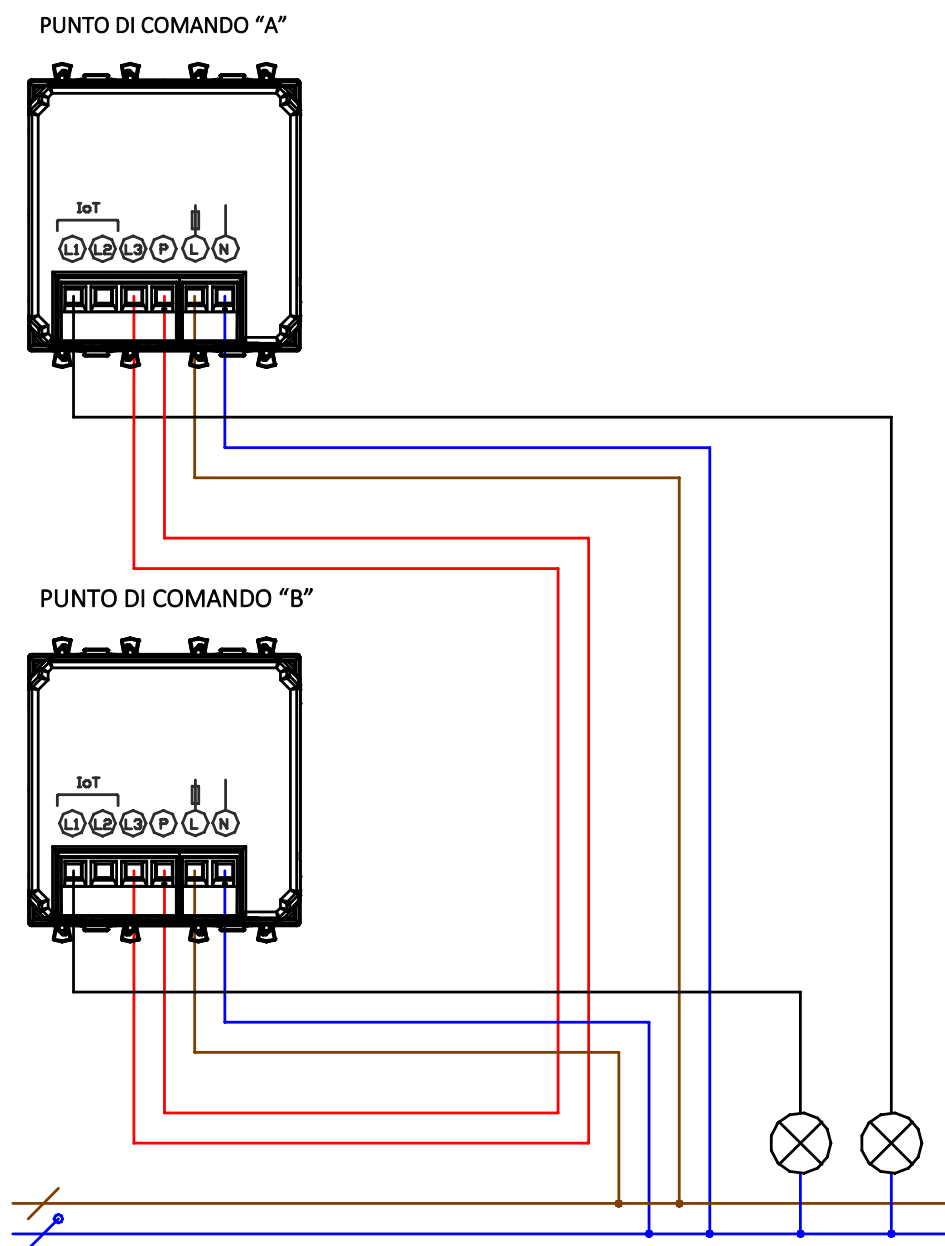 PUNTO DI COMANDO “A”
IoT
L1 L2 L3 P L N
PUNTO DI COMANDO “B”
IoT
L1 L2 L3 P L N